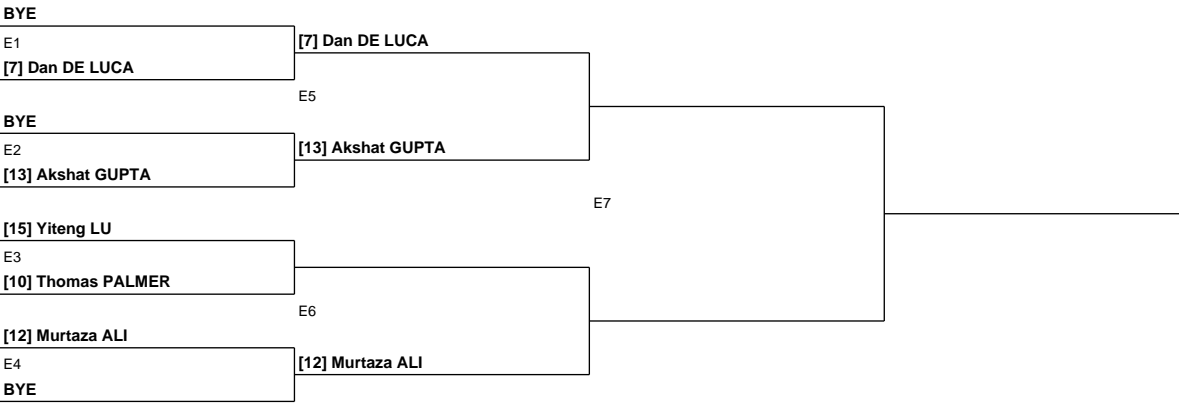 BYE
E1
[7] Dan DE LUCA
[7] Dan DE LUCA
E5
BYE
E2
[13] Akshat GUPTA
[13] Akshat GUPTA
E7
[15] Yiteng LU
E3
[10] Thomas PALMER
E6
[12] Murtaza ALI
E4
[12] Murtaza ALI
BYE